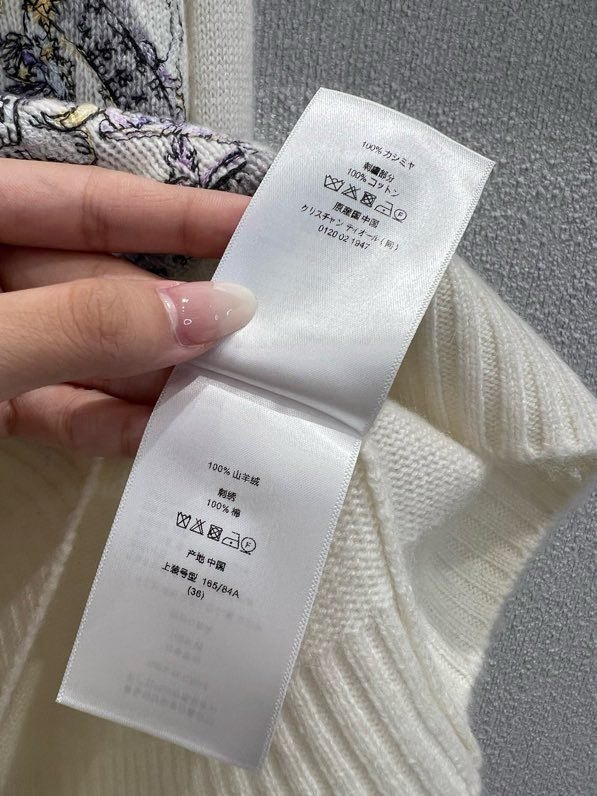 100% カシミヤ
刺繍部分
100% コットン
F
原産国 中国
クリスチャン ディオール (同)
0120 02 1947
100% 山羊绒
刺绣
100% 棉
F
产地 中国
上装号型 165/84A
(36)